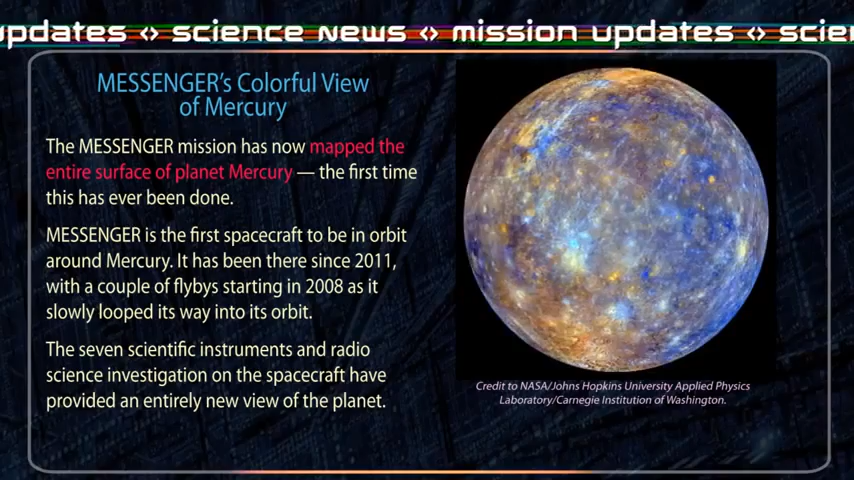 updates ‹› science news ‹› mission updates ‹› scien
MESSENGER's Colorful View
of Mercury
The MESSENGER mission has now mapped the
entire surface of planet Mercury — the first time
this has ever been done.
MESSENGER is the first spacecraft to be in orbit
around Mercury. It has been there since 2011,
with a couple of flybys starting in 2008 as it
slowly looped its way into its orbit.
The seven scientific instruments and radio
science investigation on the spacecraft have
provided an entirely new view of the planet.
Credit to NASA/Johns Hopkins University Applied Physics
Laboratory/Carnegie Institution of Washington.